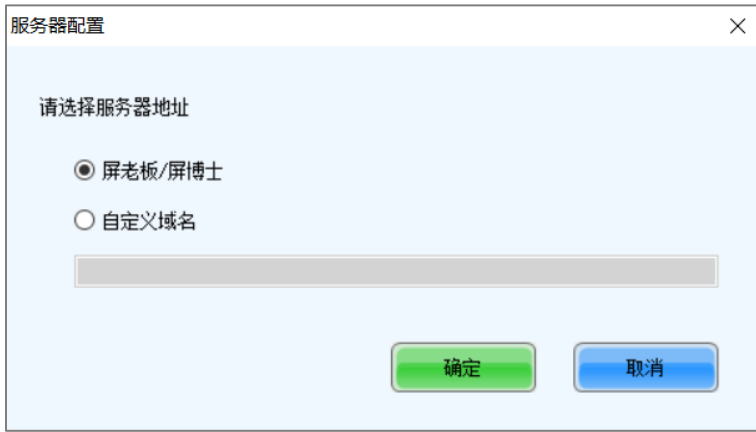 服务器配置
请选择服务器地址
屏老板/屏博士
自定义域名
确定 取消